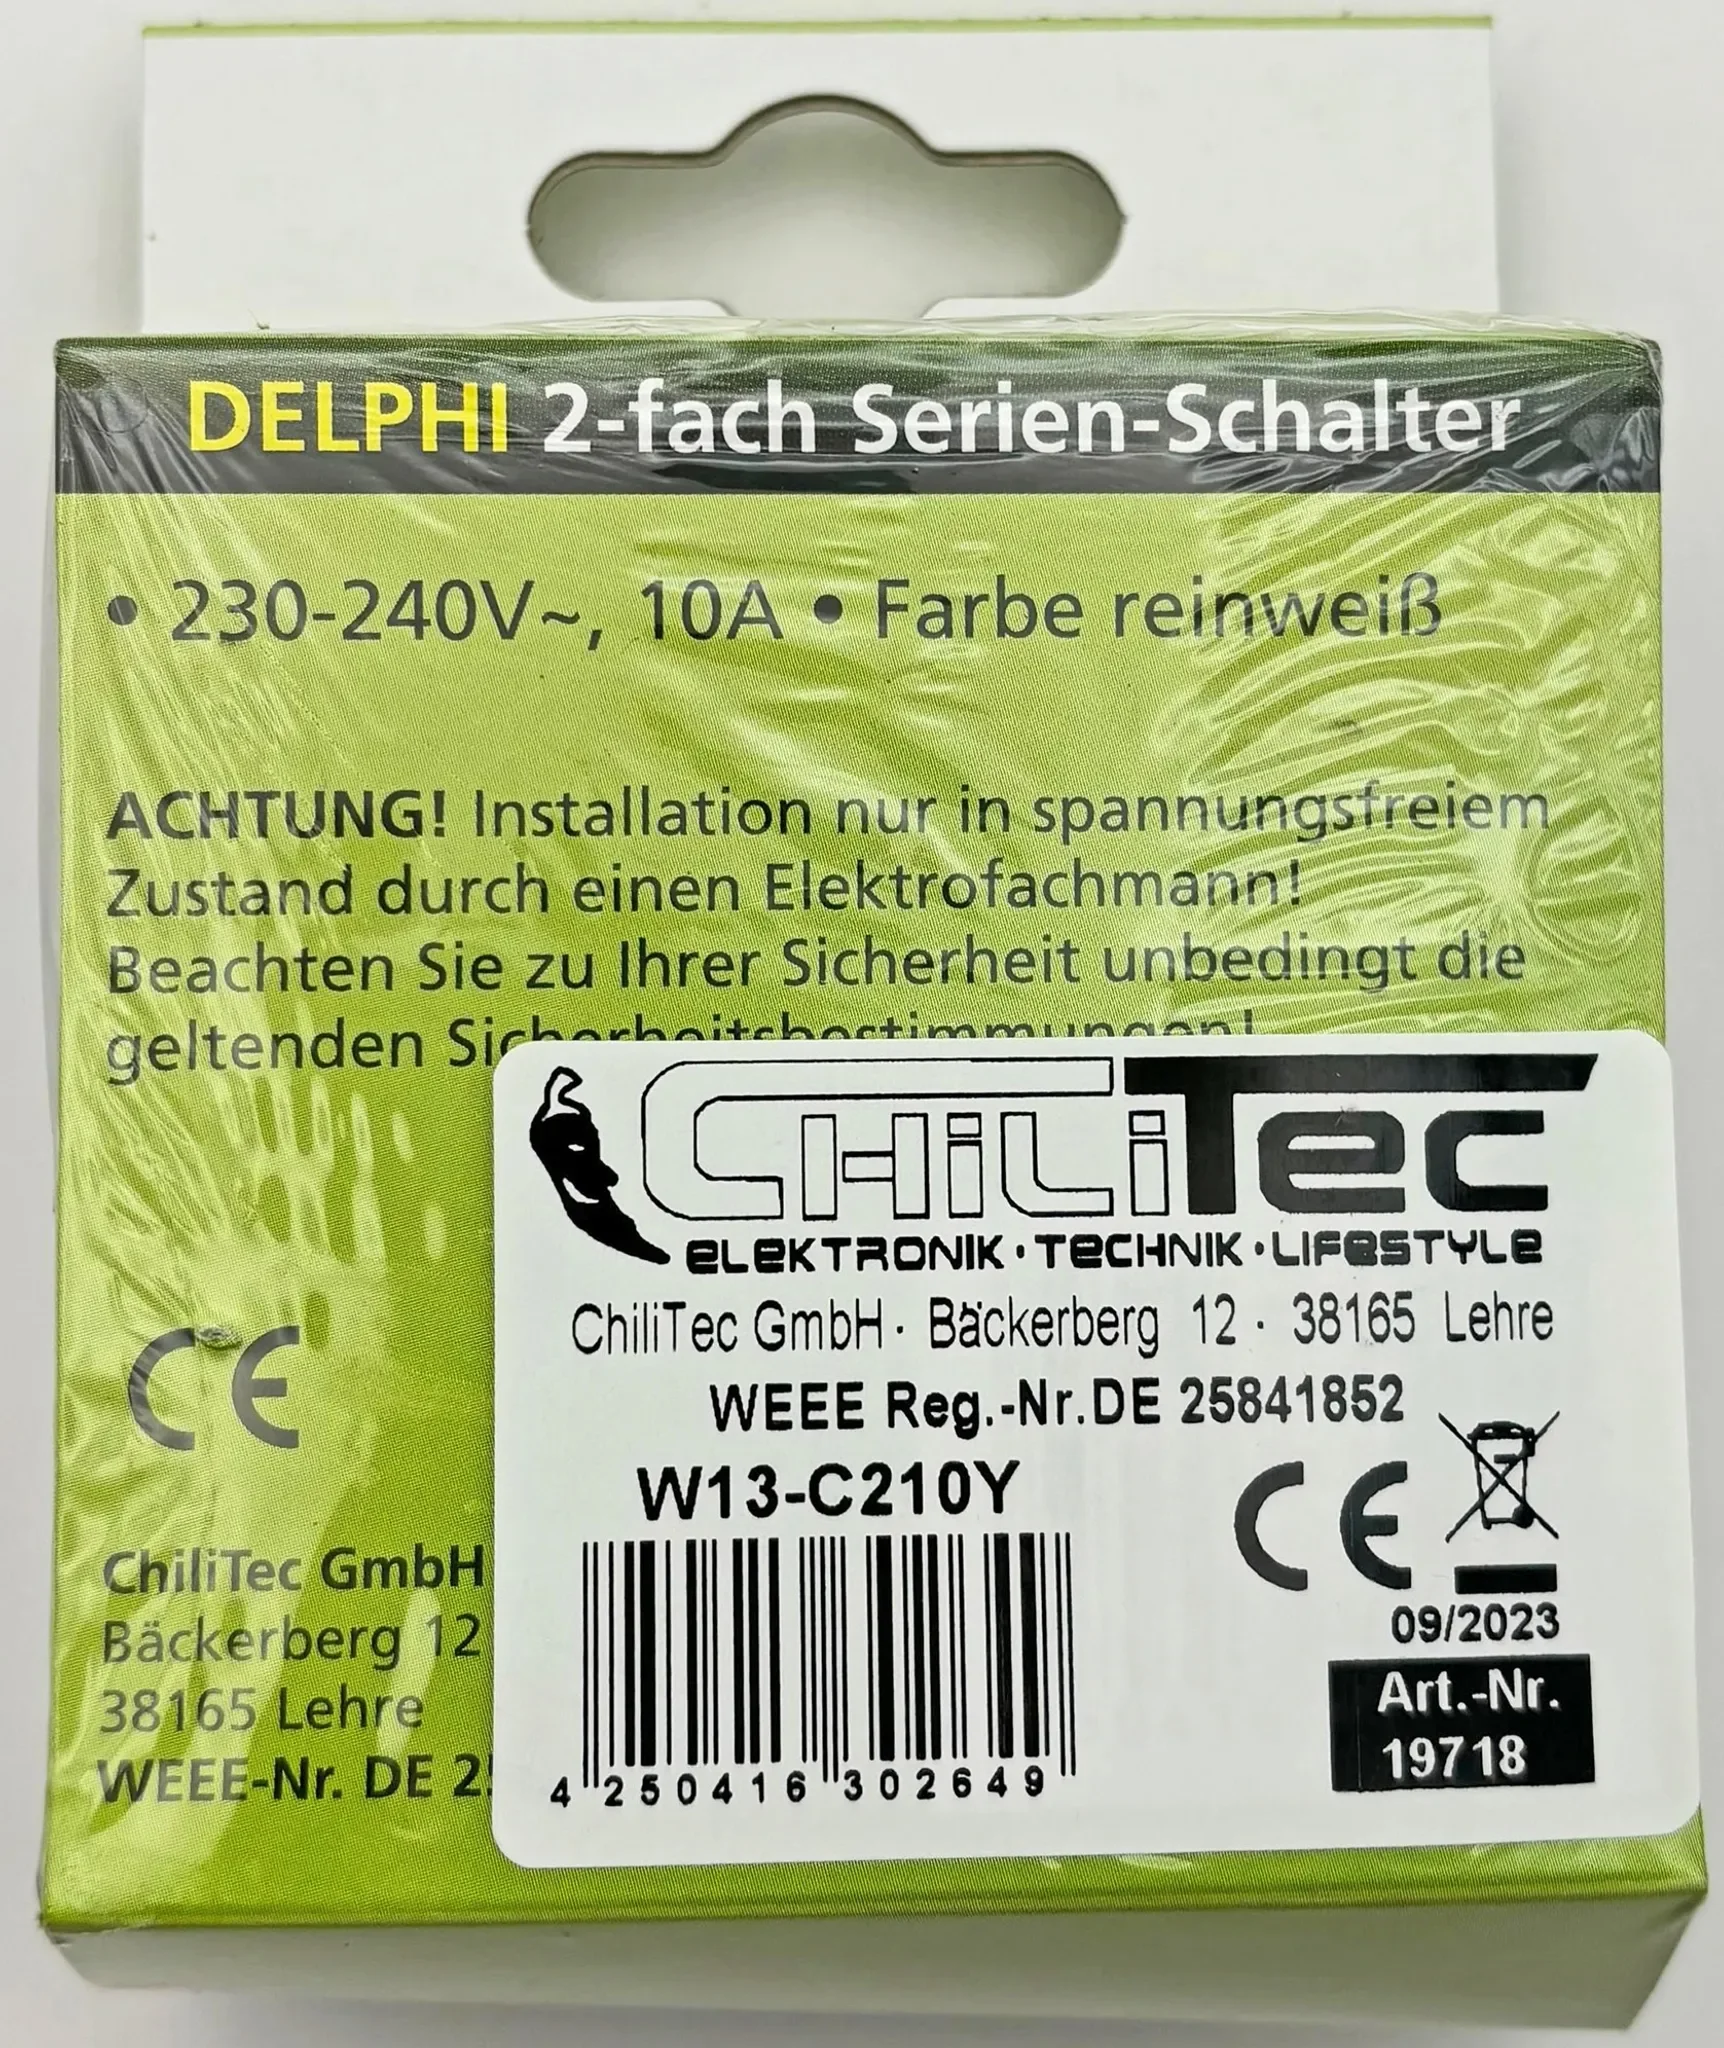 DELPHI 2-fach Serien-Schalter
• 230-240V~, 10A • Farbe reinweiß
ACHTUNG! Installation nur in spannungsfreiem
Zustand durch einen Elektrofachmann!
Beachten Sie zu Ihrer Sicherheit unbedingt die
geltenden Sicherheitsbestimmungen!
CE
ChiliTec GmbH
Bäckerberg 12
38165 Lehre
WEEE-Nr. DE
CHILITEC
ELEKTRONIK · TECHNIK · LIFESTYLE
ChiliTec GmbH · Bäckerberg 12 · 38165 Lehre
WEEE Reg.-Nr.DE 25841852
W13-C210Y
CE
4 250416 302649
09/2023
Art.-Nr.
19718